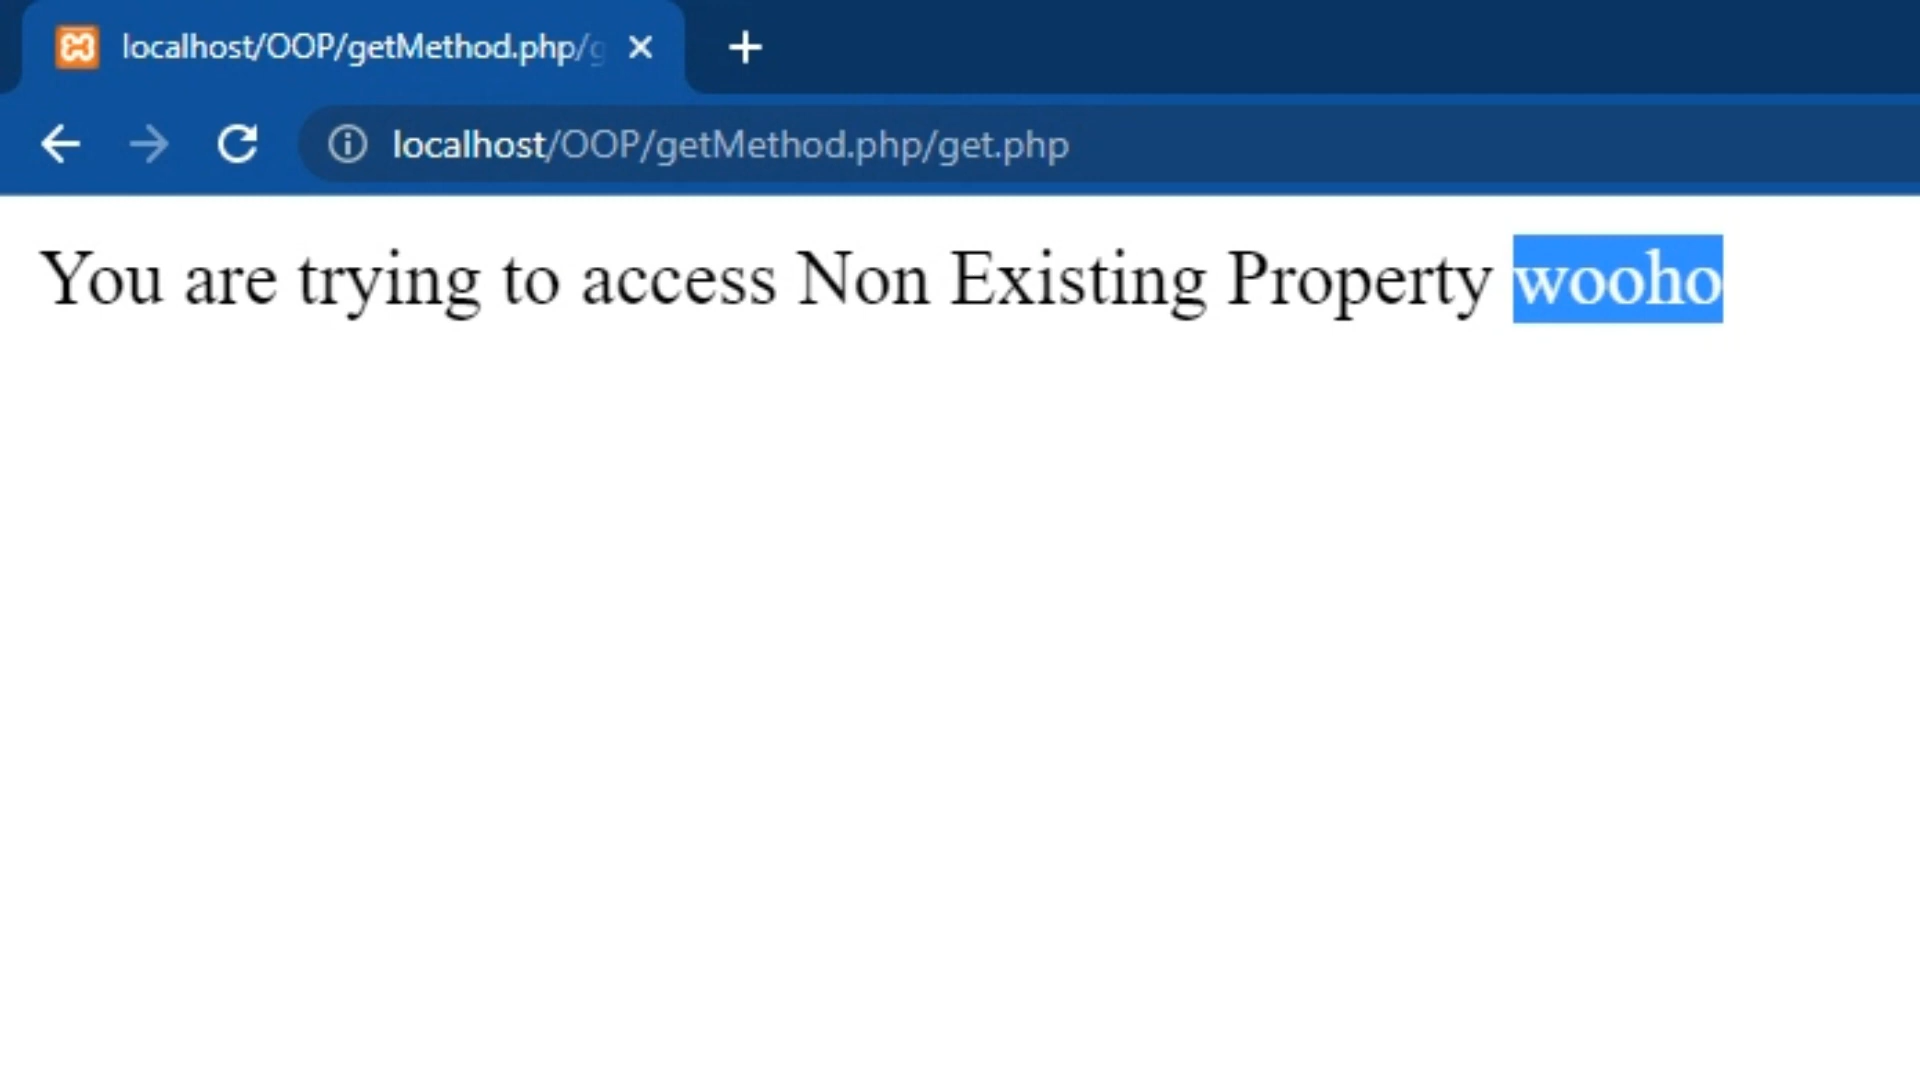 localhost/OOP/getMethod.php/g
localhost/OOP/getMethod.php/get.php
You are trying to access Non Existing Property wooho